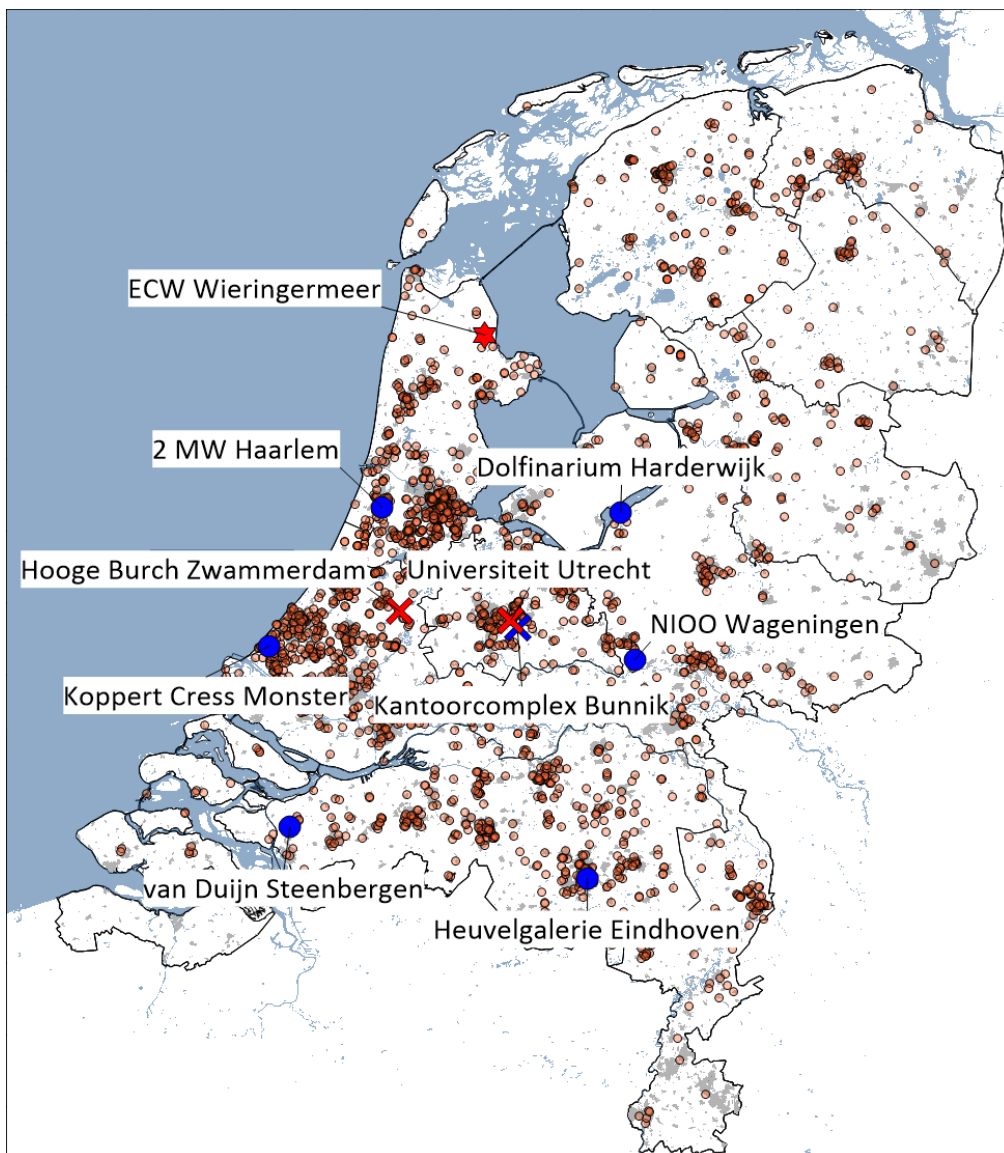 ECW Wieringermeer
2 MW Haarlem
Dolfinarium Harderwijk
Hooge Burch Zwammerdam
Universiteit Utrecht
NIOO Wageningen
Koppert Cress Monster
Kantoorcomplex Bunnik
van Duijn Steenbergen
Heuvelgalerie Eindhoven